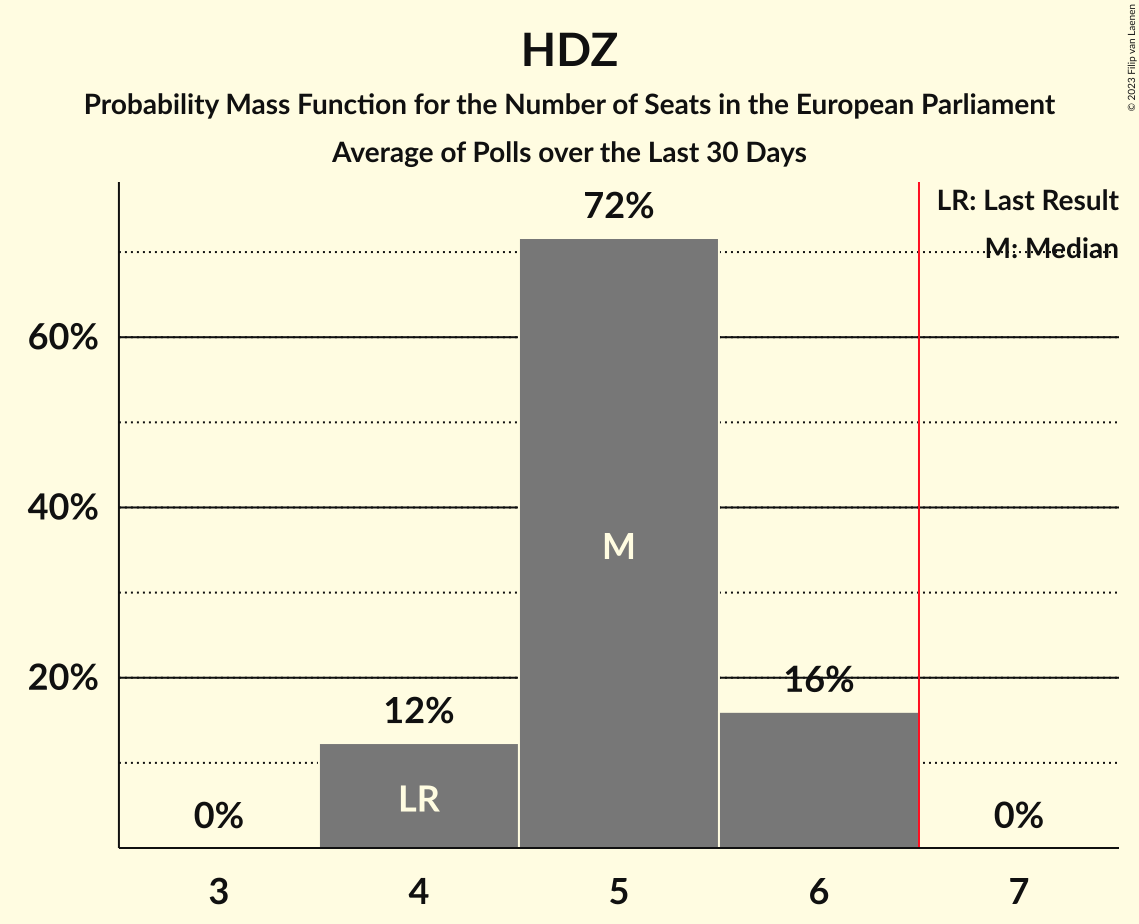 HDZ
Probability Mass Function for the Number of Seats in the European Parliament
Average of Polls over the Last 30 Days
© 2023 Filip van Laenen
LR: Last Result
M: Median
72%
60%
40%
M
20%
16%
12%
LR
0%
0%
3 4 5 6 7